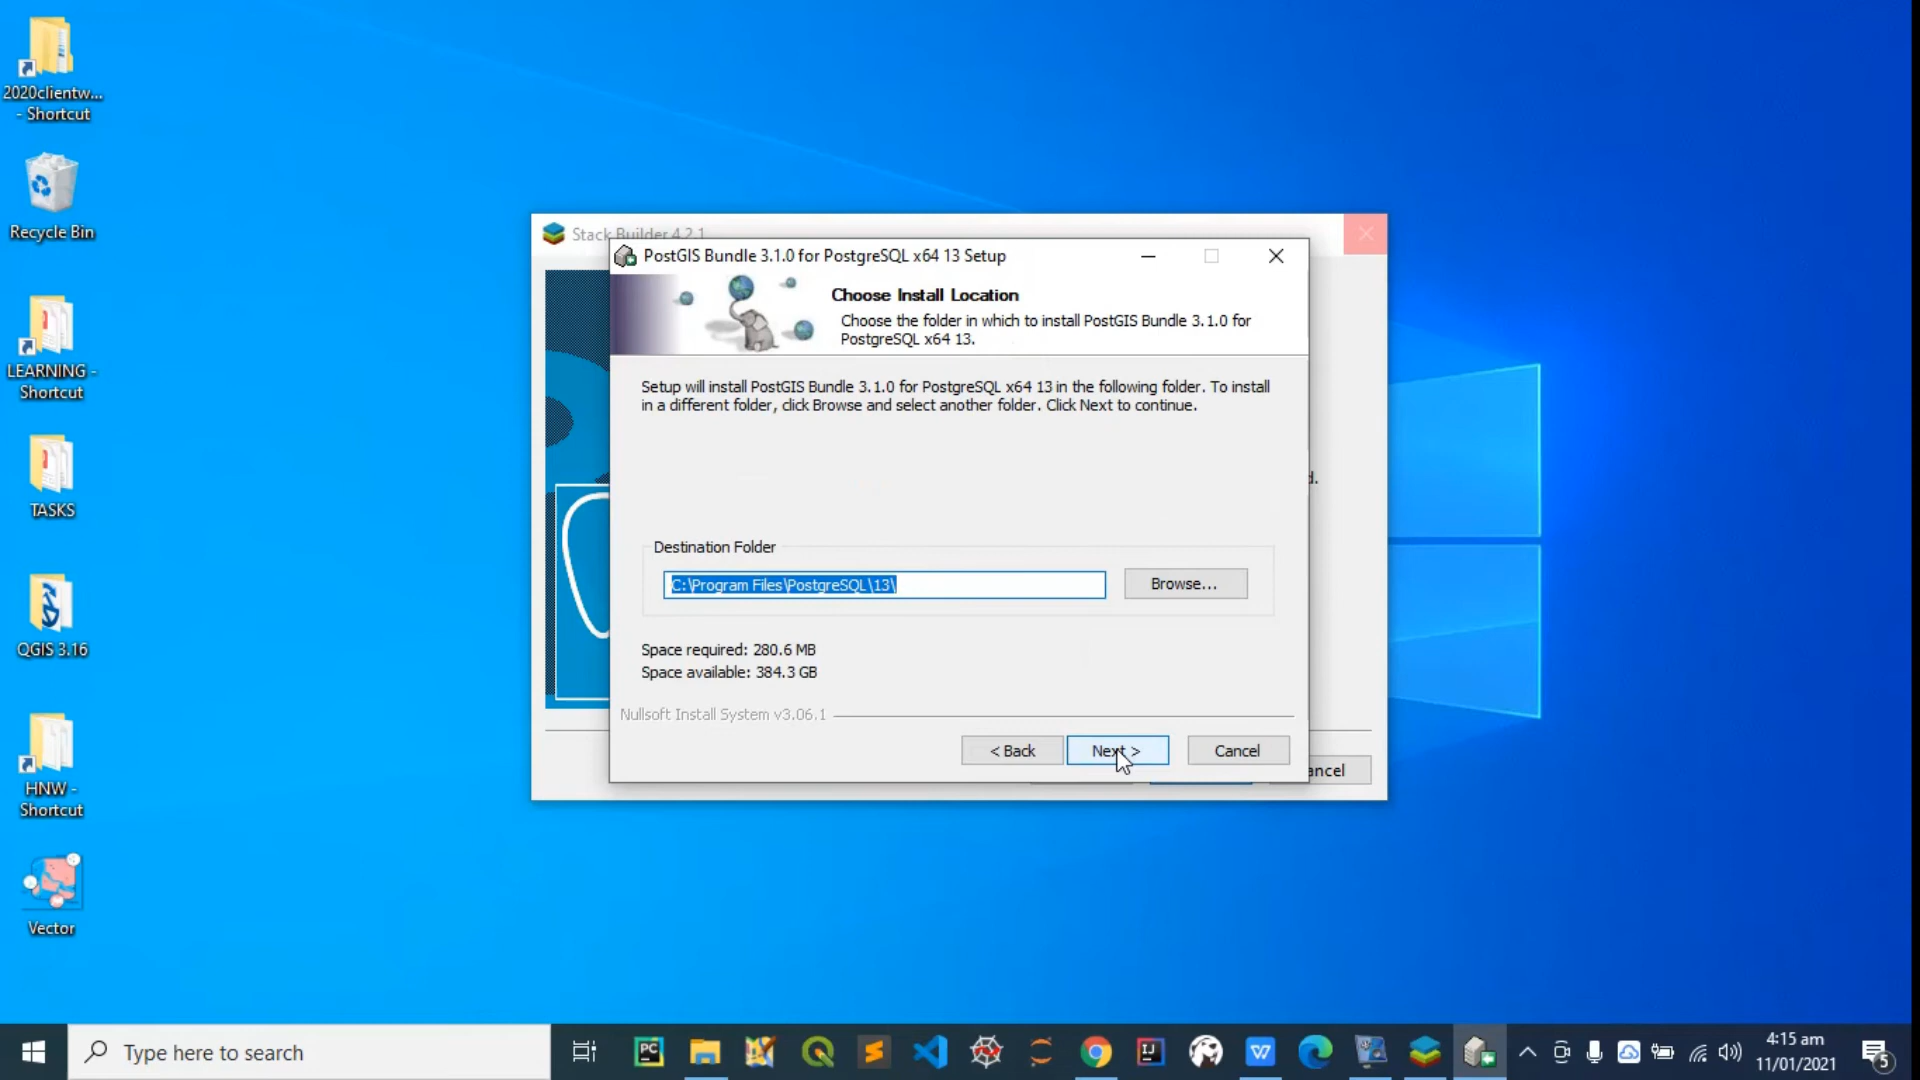 2020clientw...
- Shortcut
Recycle Bin
LEARNING -
Shortcut
TASKS
QGIS 3.16
HNW -
Shortcut
Vector
Stack Builder 4.2.1
PostGIS Bundle 3.1.0 for PostgreSQL x64 13 Setup
Choose Install Location
Choose the folder in which to install PostGIS Bundle 3.1.0 for
PostgreSQL x64 13.
Setup will install PostGIS Bundle 3.1.0 for PostgreSQL x64 13 in the following folder. To install
in a different folder, click Browse and select another folder. Click Next to continue.
d.
Destination Folder
C:\Program Files\PostgreSQL\13\
Browse...
Space required: 280.6 MB
Space available: 384.3 GB
Nullsoft Install System v3.06.1
< Back
Next >
Cancel
ancel
Type here to search
PC
IJ
W
4:15 am
11/01/2021
5